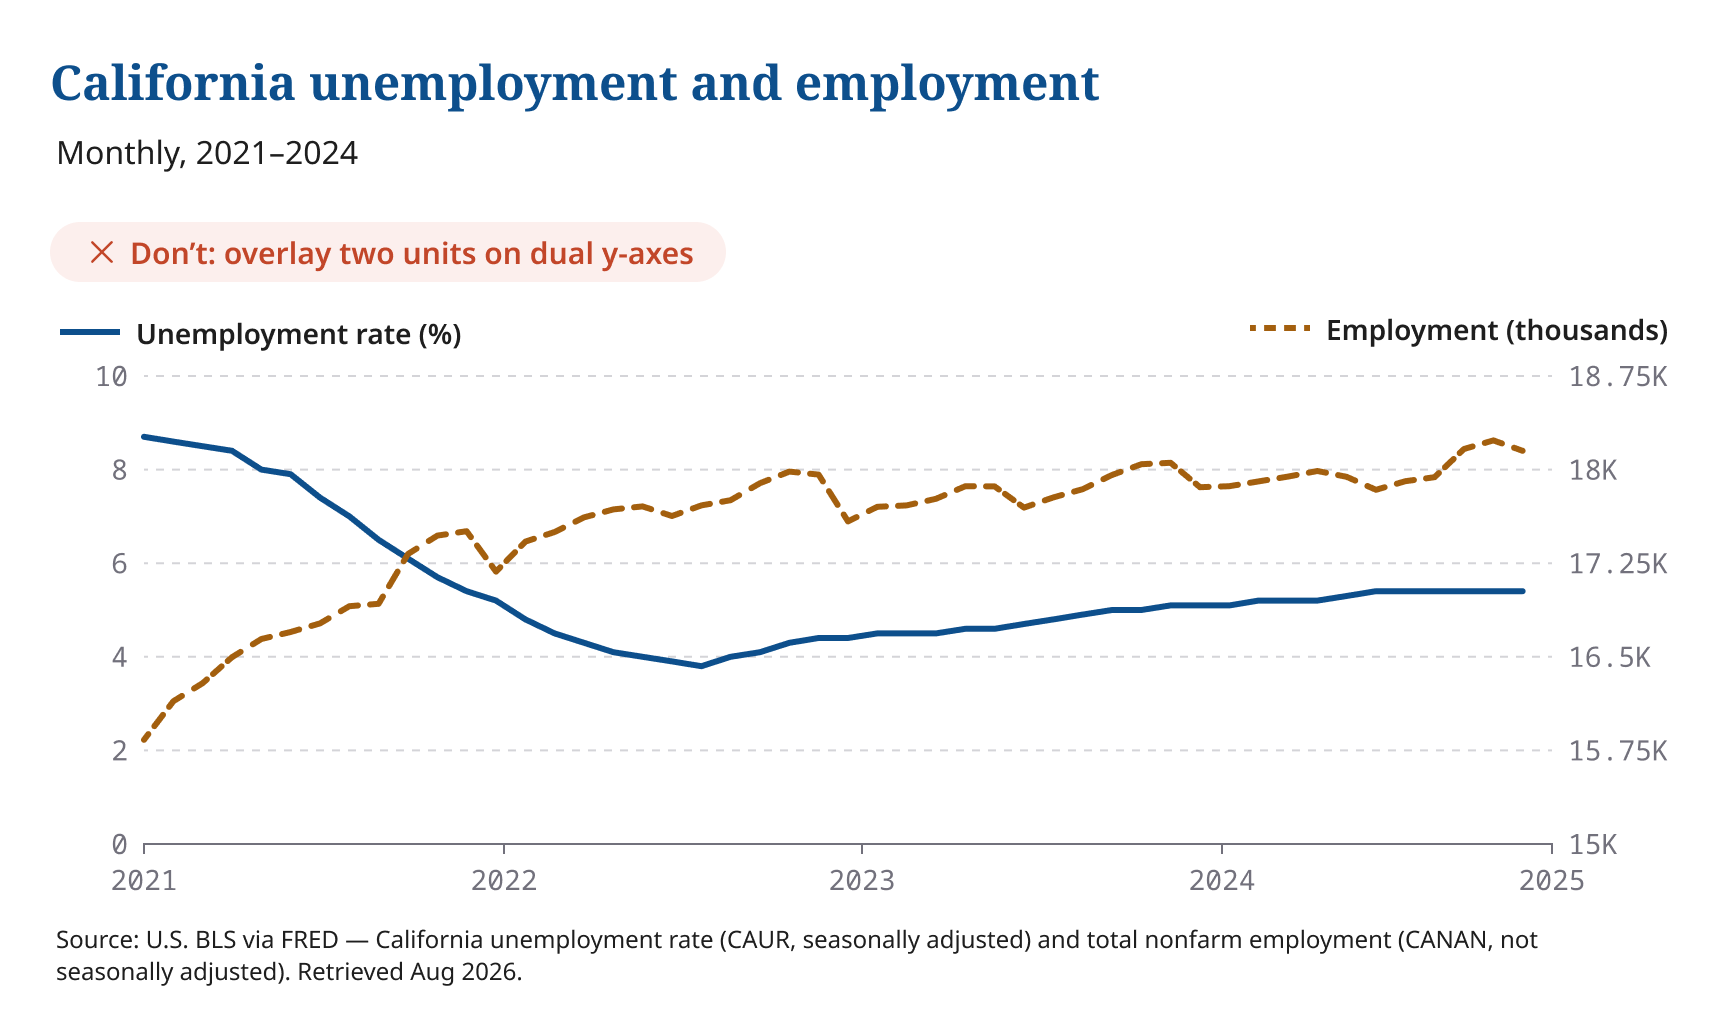 California unemployment and employment
Monthly, 2021–2024
Don’t: overlay two units on dual y-axes
Unemployment rate (%)
Employment (thousands)
10
18.75K
8
18K
6
17.25K
4
16.5K
2
15.75K
0
15K
2021
2022
2023
2024
2025
Source: U.S. BLS via FRED — California unemployment rate (CAUR, seasonally adjusted) and total nonfarm employment (CANAN, not
seasonally adjusted). Retrieved Aug 2026.